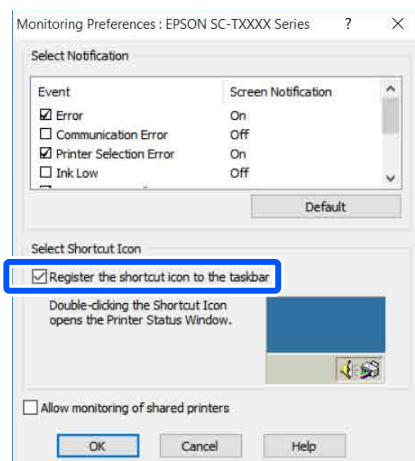 Monitoring Preferences : EPSON SC-TXXXX Series ?
Select Notification
Event Screen Notification
Error On
Communication Error Off
Printer Selection Error On
Ink Low Off
Default
Select Shortcut Icon
Register the shortcut icon to the taskbar
Double-clicking the Shortcut Icon
opens the Printer Status Window.
Allow monitoring of shared printers
OK Cancel Help